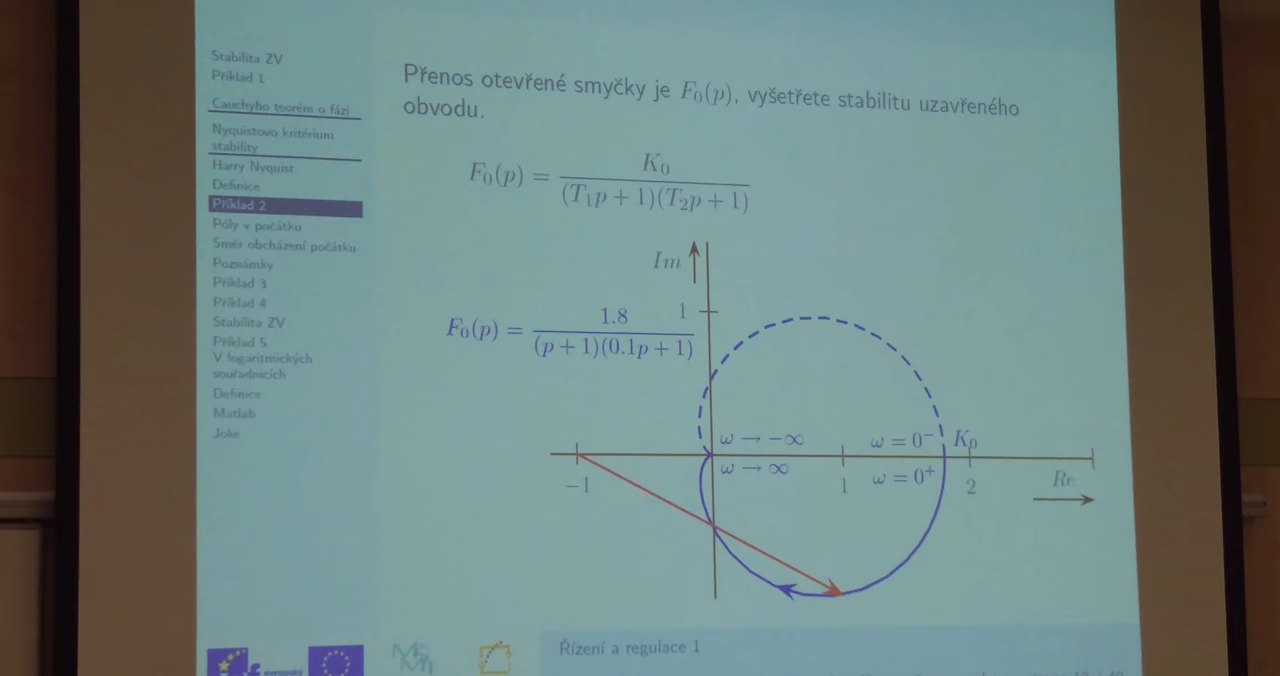 Stabilita ZV
Příklad 1
Cauchyho teorém o fázi
Nyquistovo kritérium
stability
Harry Nyquist
Definice
Příklad 2
Póly v počátku
Směr obcházení počátku
Poznámky
Příklad 3
Příklad 4
Stabilita ZV
Příklad 5
V logaritmických
souřadnicích
Definice
Matlab
Joke
Přenos otevřené smyčky je F₀(p), vyšetřete stabilitu uzavřeného
obvodu.
F₀(p) = K₀ / (T₁p + 1)(T₂p + 1)
Im
1
F₀(p) = 1.8 / (p + 1)(0.1p + 1)
ω → −∞ ω = 0⁻ K₀
ω → ∞ ω = 0⁺
−1 1 2 Re
Řízení a regulace 1